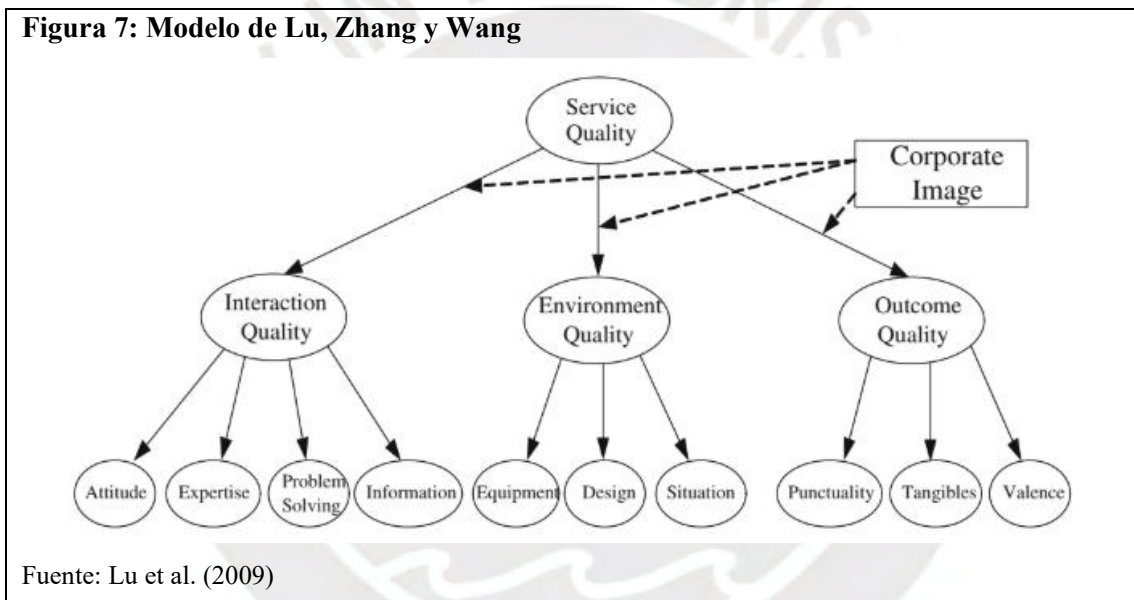 Figura 7: Modelo de Lu, Zhang y Wang
Service
Quality
Corporate
Image
Interaction
Quality
Environment
Quality
Outcome
Quality
Attitude
Expertise
Problem
Solving
Information
Equipment
Design
Situation
Punctuality
Tangibles
Valence
Fuente: Lu et al. (2009)